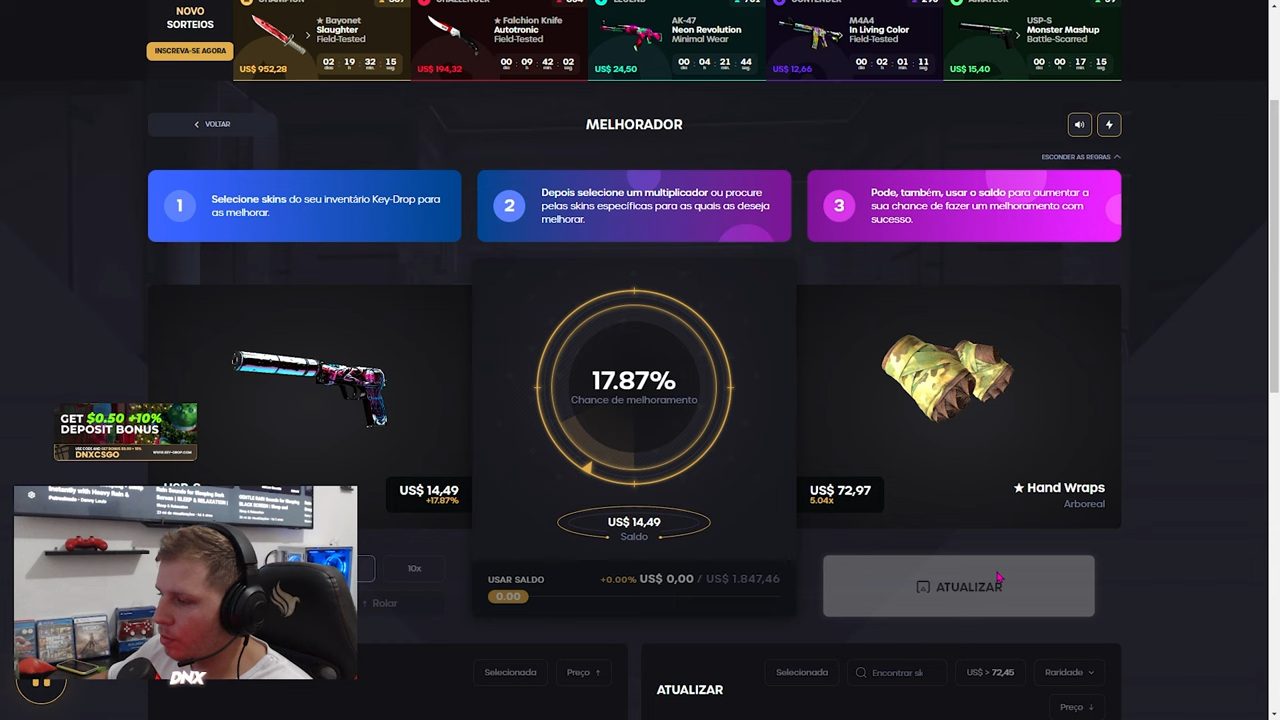 NOVO
SORTEIOS
INSCREVA-SE AGORA
★ Bayonet
Slaughter
Field-Tested
US$ 952,28
02 : 19 : 32 : 15
★ Falchion Knife
Autotronic
Field-Tested
US$ 194,32
00 : 09 : 42 : 02
AK-47
Neon Revolution
Minimal Wear
US$ 24,50
00 : 04 : 21 : 44
M4A4
In Living Color
Field-Tested
US$ 12,66
00 : 02 : 01 : 11
USP-S
Monster Mashup
Battle-Scarred
US$ 15,40
00 : 00 : 17 : 15
VOLTAR
MELHORADOR
ESCONDER AS REGRAS
1
Selecione skins do seu inventário Key-Drop para
as melhorar.
2
Depois selecione um multiplicador ou procure
pelas skins específicas para as quais as deseja
melhorar.
3
Pode, também, usar o saldo para aumentar a
sua chance de fazer um melhoramento com
sucesso.
17.87%
Chance de melhoramento
US$ 14,49
+17.87%
US$ 14,49
Saldo
US$ 72,97
5.04x
★ Hand Wraps
Arboreal
GET $0.50 +10%
DEPOSIT BONUS
DNXCSGO
WWW.KEY-DROP.COM
10x
Rolar
USAR SALDO
+0.00% US$ 0,00 / US$ 1.847,46
0.00
ATUALIZAR
DNX
Selecionada
Preço ↑
ATUALIZAR
Selecionada
Encontrar sk
US$ > 72,45
Raridade
Preço ↓